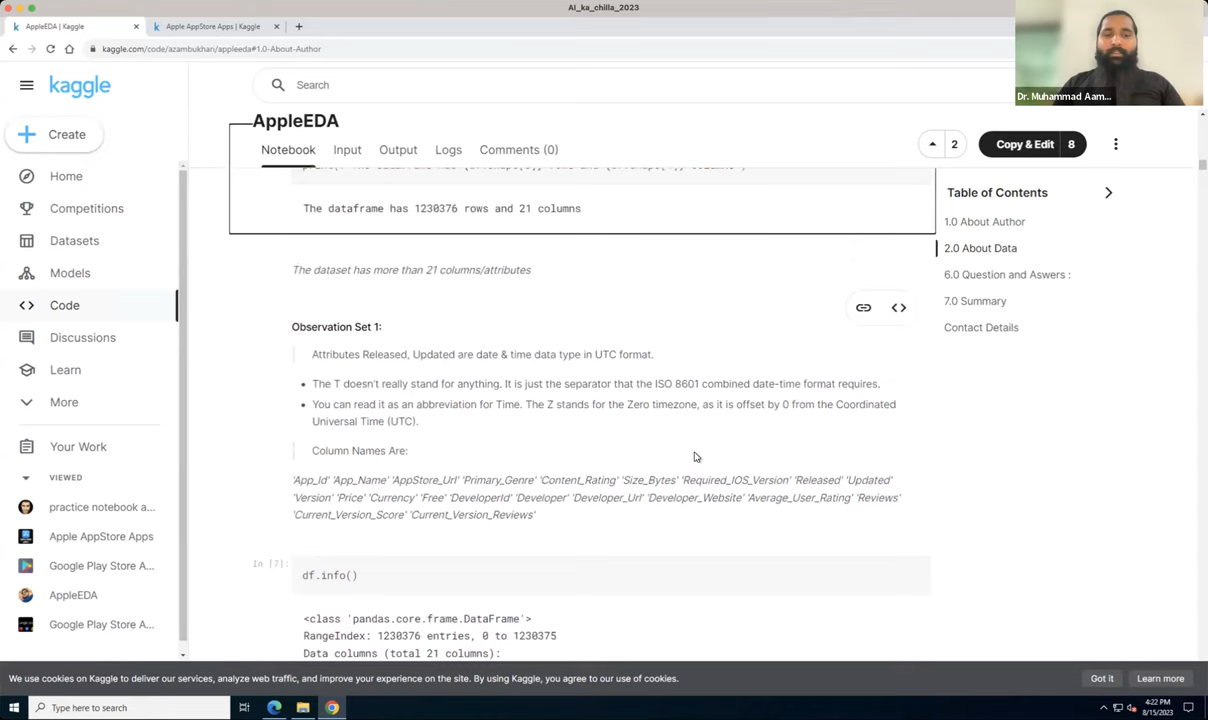 AI_ka_chilla_2023
AppleEDA | Kaggle
Apple AppStore Apps | Kaggle
kaggle.com/code/azambukhari/appleeda#1.0-About-Author
Dr. Muhammad Aam...
kaggle
Search
Create
AppleEDA
Notebook Input Output Logs Comments (0)
2
Copy & Edit 8
Home
Competitions
Datasets
Models
Code
Discussions
Learn
More
Your Work
VIEWED
practice notebook a...
Apple AppStore Apps
Google Play Store A...
AppleEDA
Google Play Store A...
The dataframe has 1230376 rows and 21 columns
The dataset has more than 21 columns/attributes
Observation Set 1:
Attributes Released, Updated are date & time data type in UTC format.
• The T doesn't really stand for anything. It is just the separator that the ISO 8601 combined date-time format requires.
• You can read it as an abbreviation for Time. The Z stands for the Zero timezone, as it is offset by 0 from the Coordinated
Universal Time (UTC).
Column Names Are:
'App_Id' 'App_Name' 'AppStore_Url' 'Primary_Genre' 'Content_Rating' 'Size_Bytes' 'Required_IOS_Version' 'Released' 'Updated'
'Version' 'Price' 'Currency' 'Free' 'DeveloperId' 'Developer' 'Developer_Url' 'Developer_Website' 'Average_User_Rating' 'Reviews'
'Current_Version_Score' 'Current_Version_Reviews'
In [7]:
df.info()
<class 'pandas.core.frame.DataFrame'>
RangeIndex: 1230376 entries, 0 to 1230375
Data columns (total 21 columns):
Table of Contents
1.0 About Author
2.0 About Data
6.0 Question and Aswers :
7.0 Summary
Contact Details
We use cookies on Kaggle to deliver our services, analyze web traffic, and improve your experience on the site. By using Kaggle, you agree to our use of cookies.
Got it
Learn more
Type here to search
4:22 PM
8/15/2023